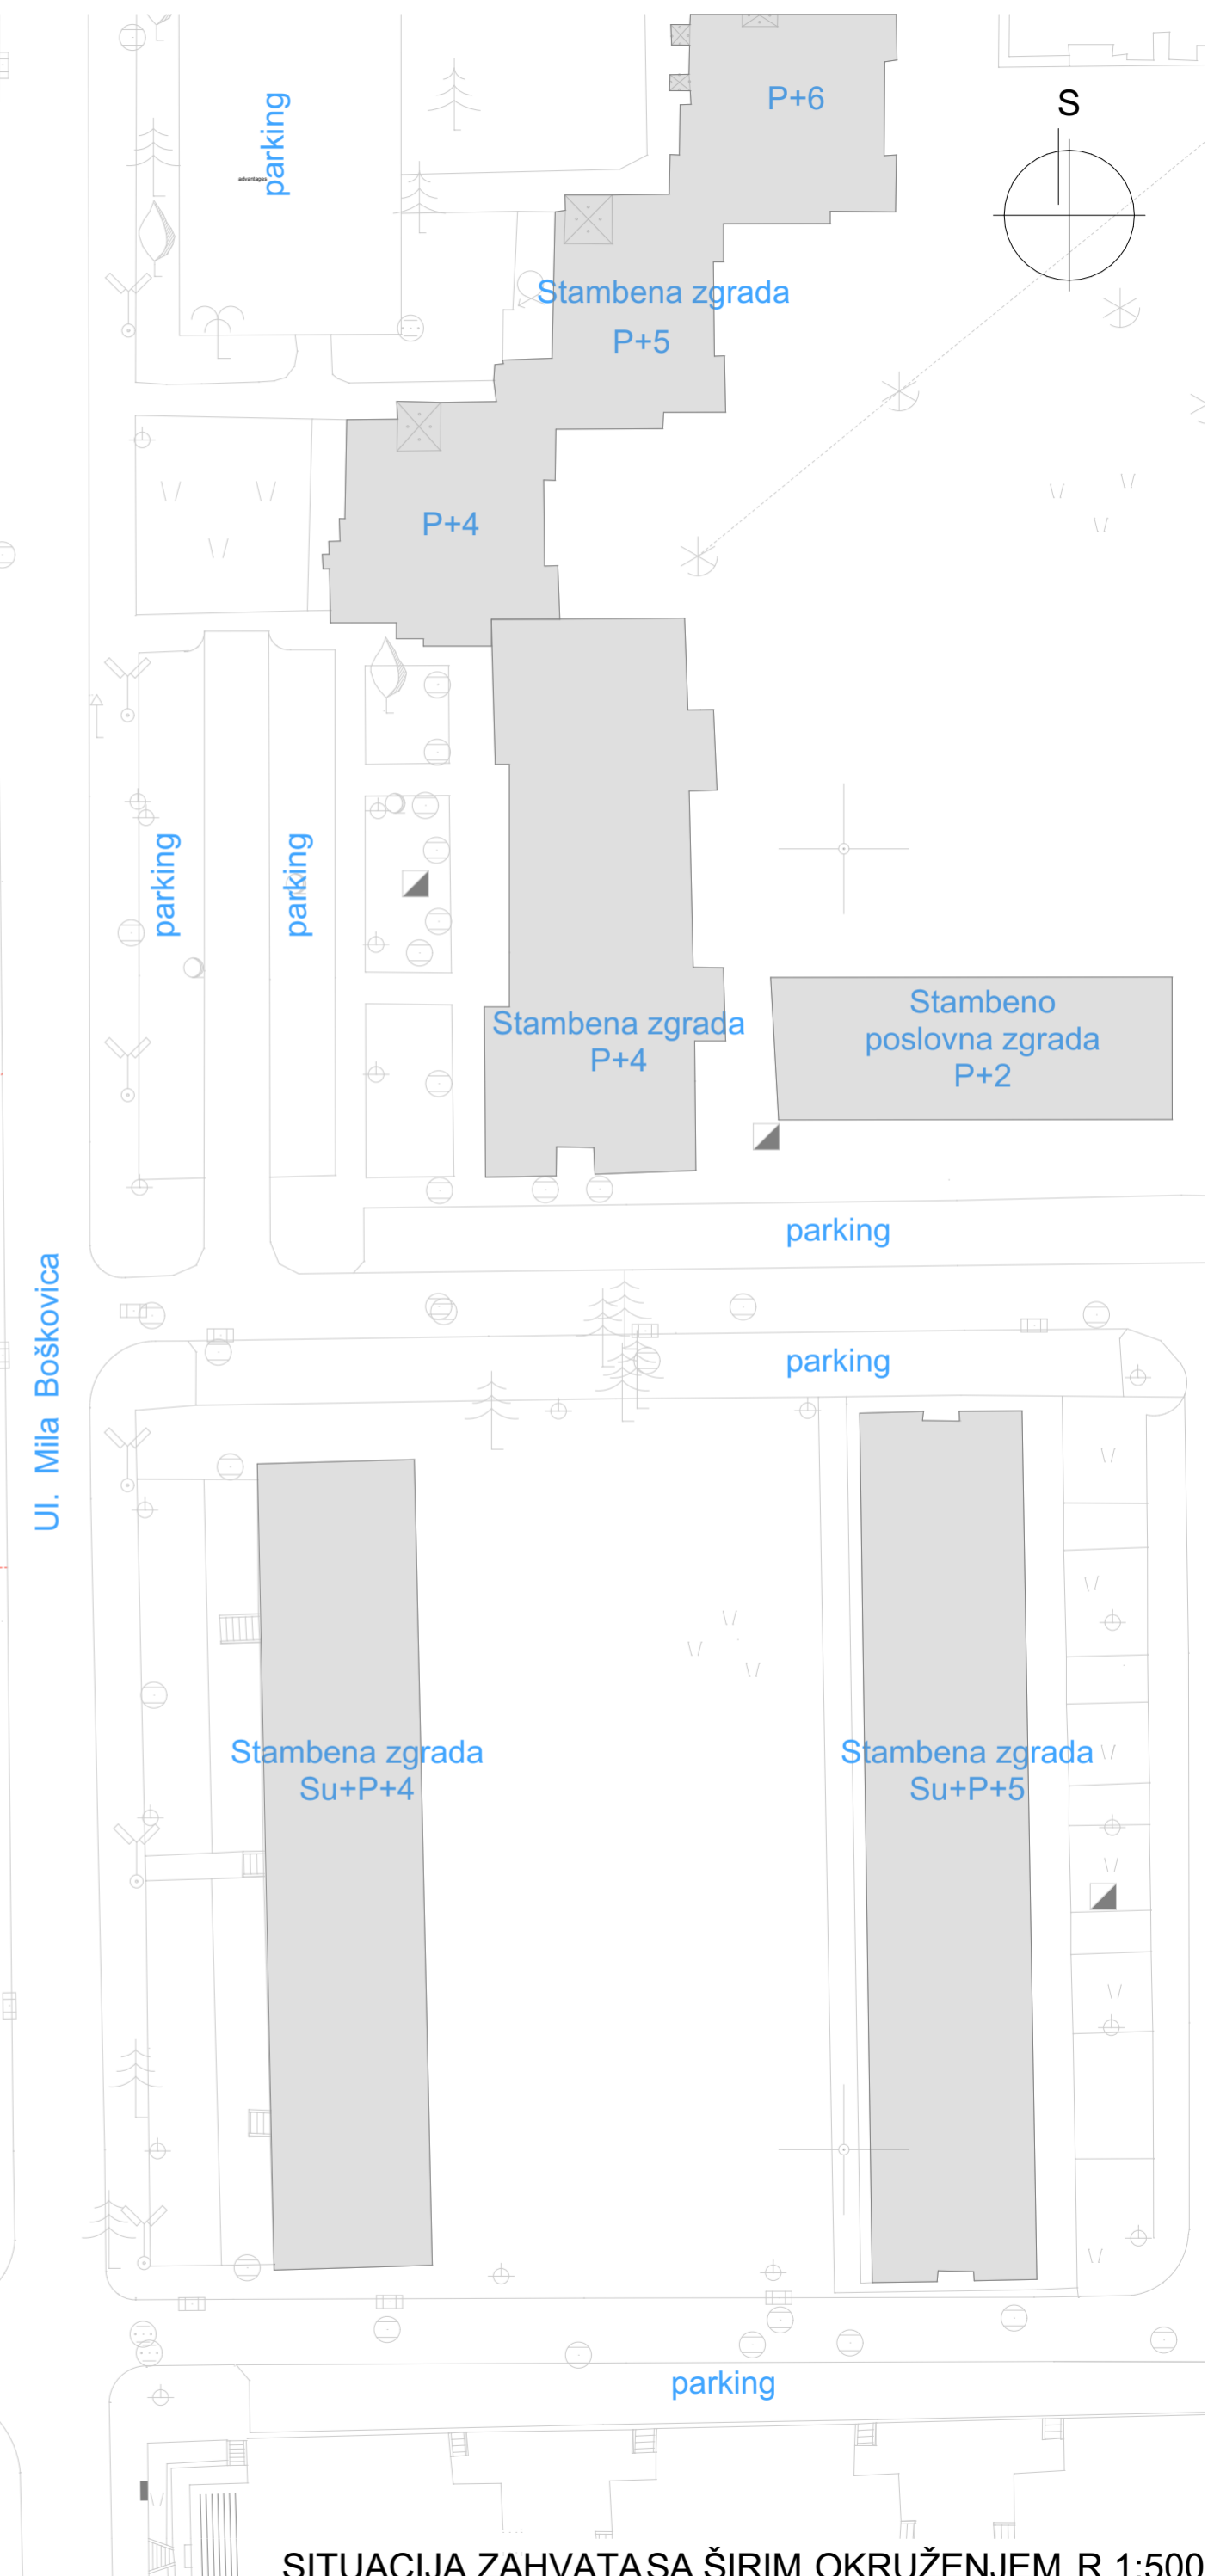 P+6
S
parking
advantages
Stambena zgrada
P+5
P+4
parking
parking
Stambena zgrada
P+4
Stambeno
poslovna zgrada
P+2
parking
Ul. Mila Boškovica
parking
Stambena zgrada
Su+P+4
Stambena zgrada
Su+P+5
parking
SITUACIJA ZAHVATA SA ŠIRIM OKRUŽENJEM R 1:500